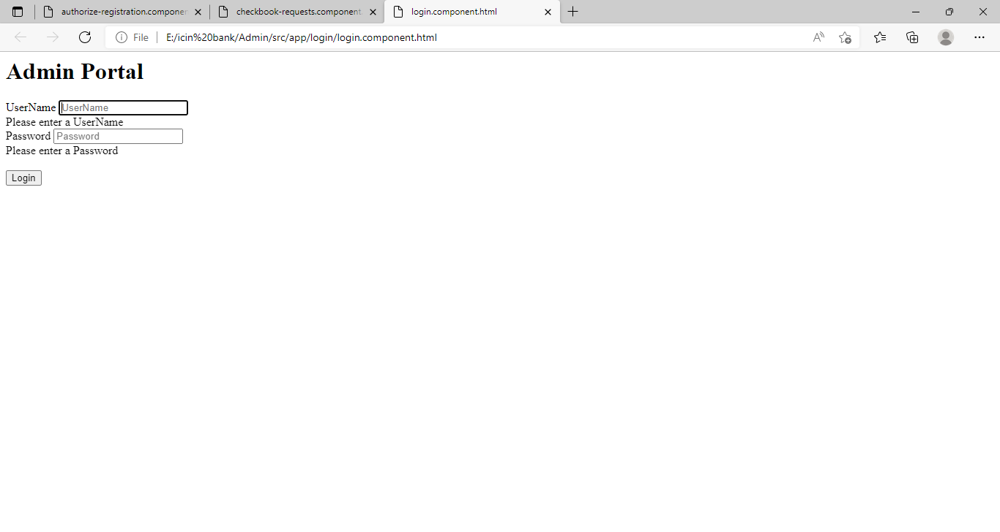 authorize-registration.componen
checkbook-requests.component.
login.component.html
File
E:/icin%20bank/Admin/src/app/login/login.component.html
Admin Portal
UserName UserName
Please enter a UserName
Password Password
Please enter a Password
Login